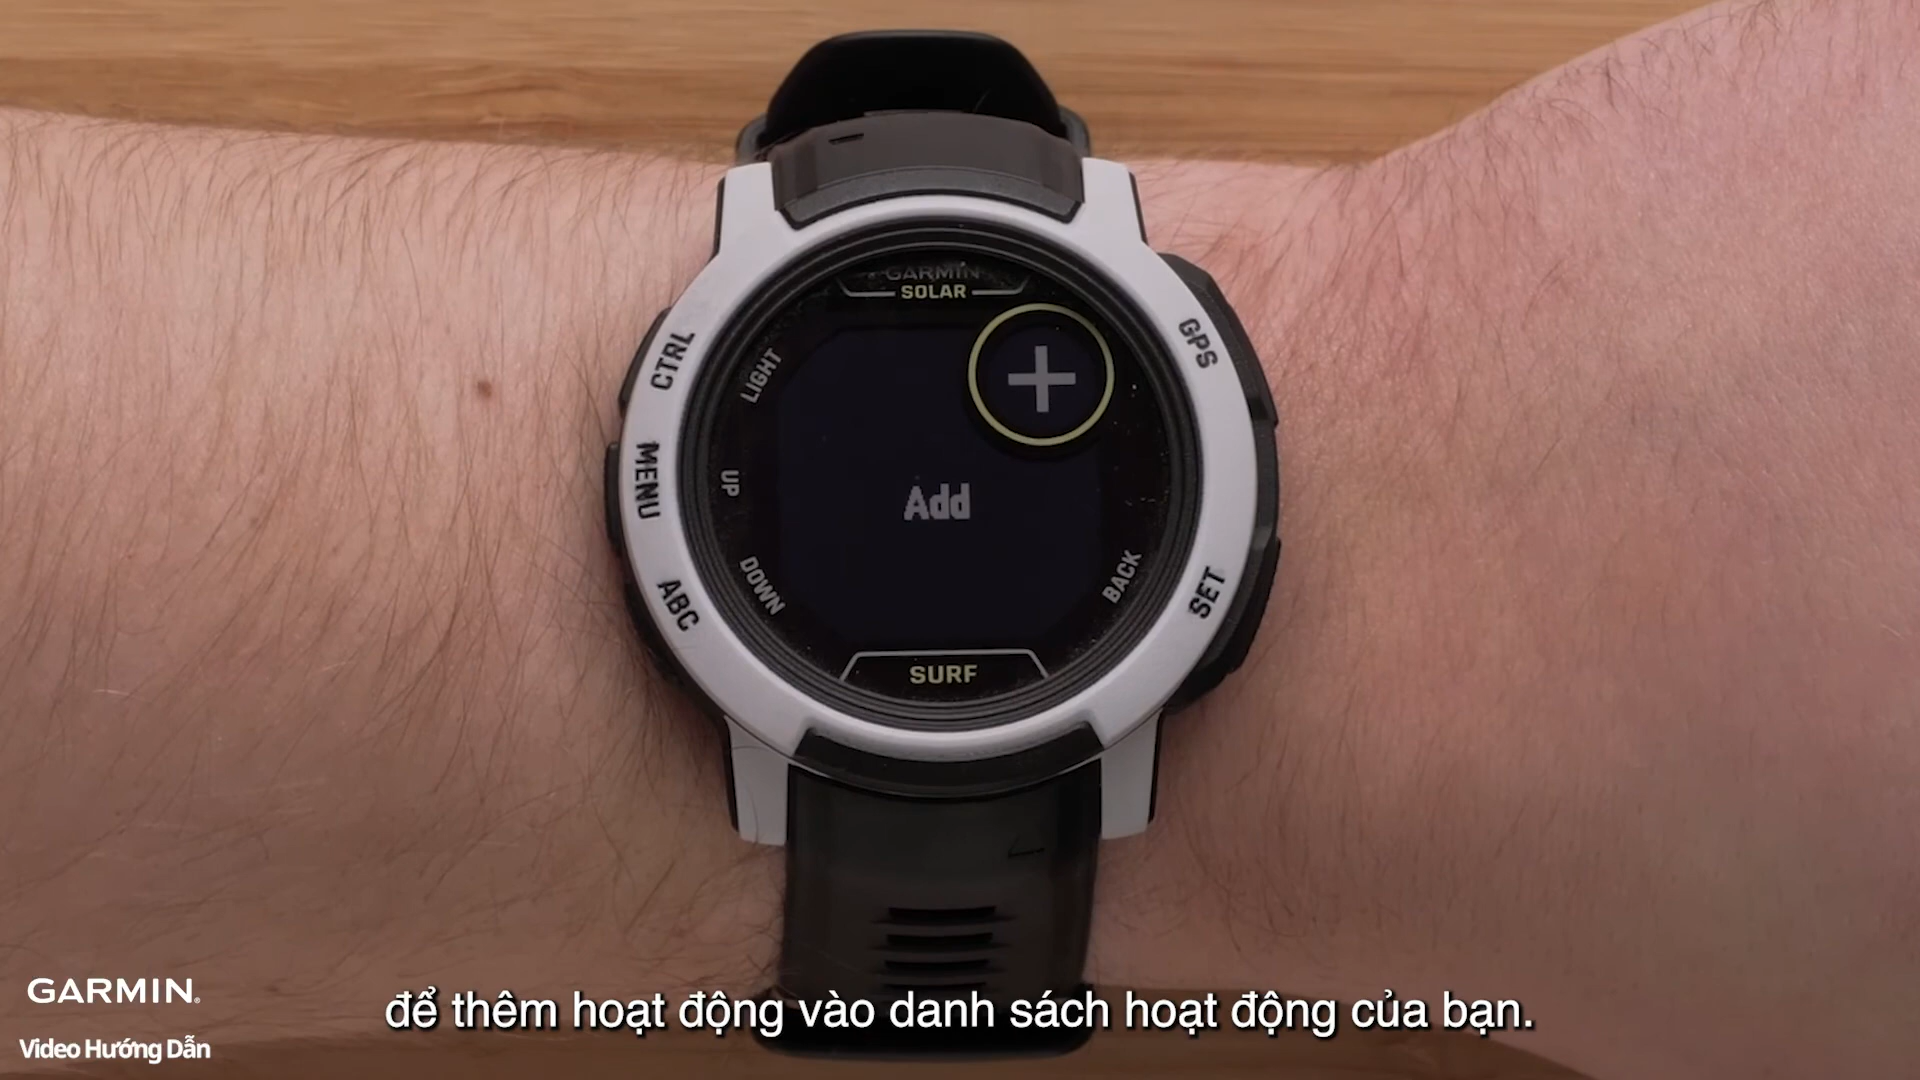 GARMIN
SOLAR
CTRL
LIGHT
GPS
MENU
UP
Add
ABC
DOWN
BACK
SET
SURF
GARMIN®
để thêm hoạt động vào danh sách hoạt động của bạn.
Video Hướng Dẫn